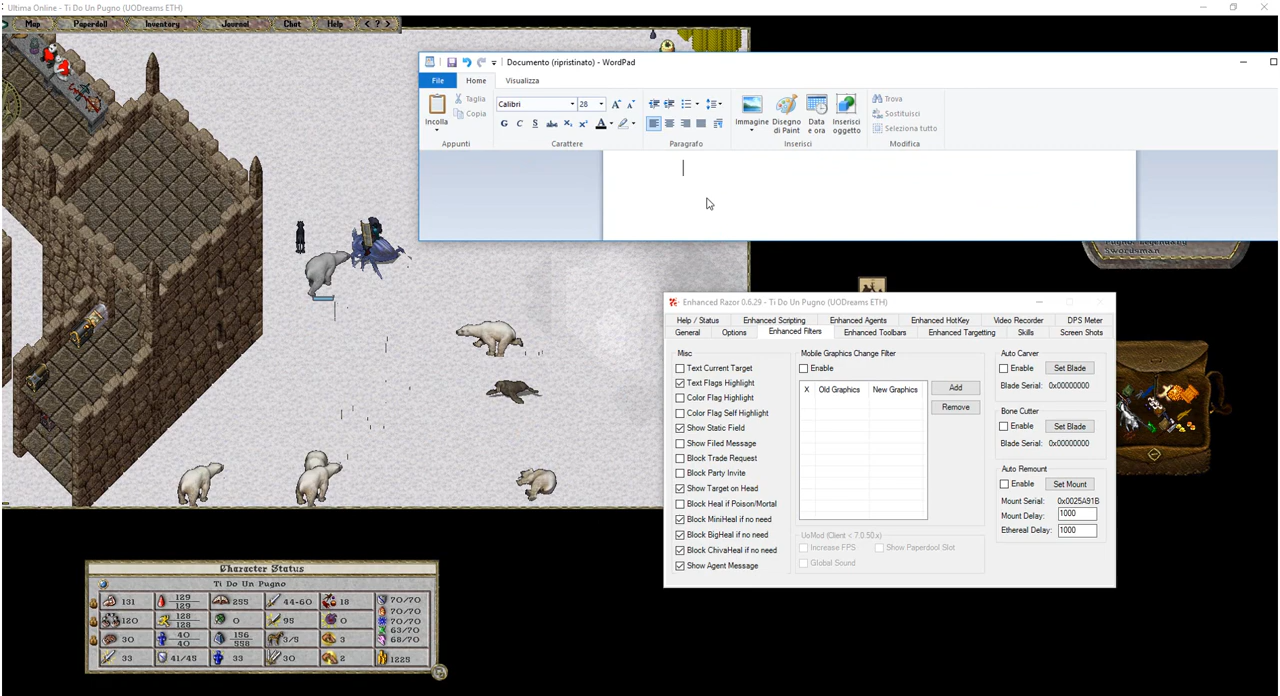 Ultima Online - Ti Do Un Pugno (UODreams ETH)
Map Paperdoll Inventory Journal Chat Help < ? >
Documento (ripristinato) - WordPad
File Home Visualizza
Incolla
Taglia
Copia
Appunti
Calibri 28
G C S abc X₂ X² A
Carattere
Paragrafo
Immagine
Disegno di Paint
Data e ora
Inserisci oggetto
Inserisci
Trova
Sostituisci
Seleziona tutto
Modifica
Swordsman
Enhanced Razor 0.6.29 - Ti Do Un Pugno (UODreams ETH)
Help / Status Enhanced Scripting Enhanced Agents Enhanced HotKey Video Recorder DPS Meter
General Options Enhanced Filters Enhanced Toolbars Enhanced Targeting Skills Screen Shots
Misc
Text Current Target
Text Flags Highlight
Color Flag Highlight
Color Flag Self Highlight
Show Static Field
Show Filed Message
Block Trade Request
Block Party Invite
Show Target on Head
Block Heal if Poison/Mortal
Block MiniHeal if no need
Block BigHeal if no need
Block ChivaHeal if no need
Show Agent Message
Mobile Graphics Change Filter
Enable
X Old Graphics New Graphics
Add
Remove
UoMod (Client < 7.0.50.x)
Increase FPS Show Paperdool Slot
Global Sound
Auto Carver
Enable Set Blade
Blade Serial: 0x00000000
Bone Cutter
Enable Set Blade
Blade Serial: 0x00000000
Auto Remount
Enable Set Mount
Mount Serial: 0x0025A91B
Mount Delay: 1000
Ethereal Delay: 1000
Character Status
Ti Do Un Pugno
131 129/129 255 44-60 18 70/70
70/70
120 128/128 0 95 0 70/70
63/70
30 40/40 156/558 3/5 3 68/70
33 41/45 33 30 2 1225